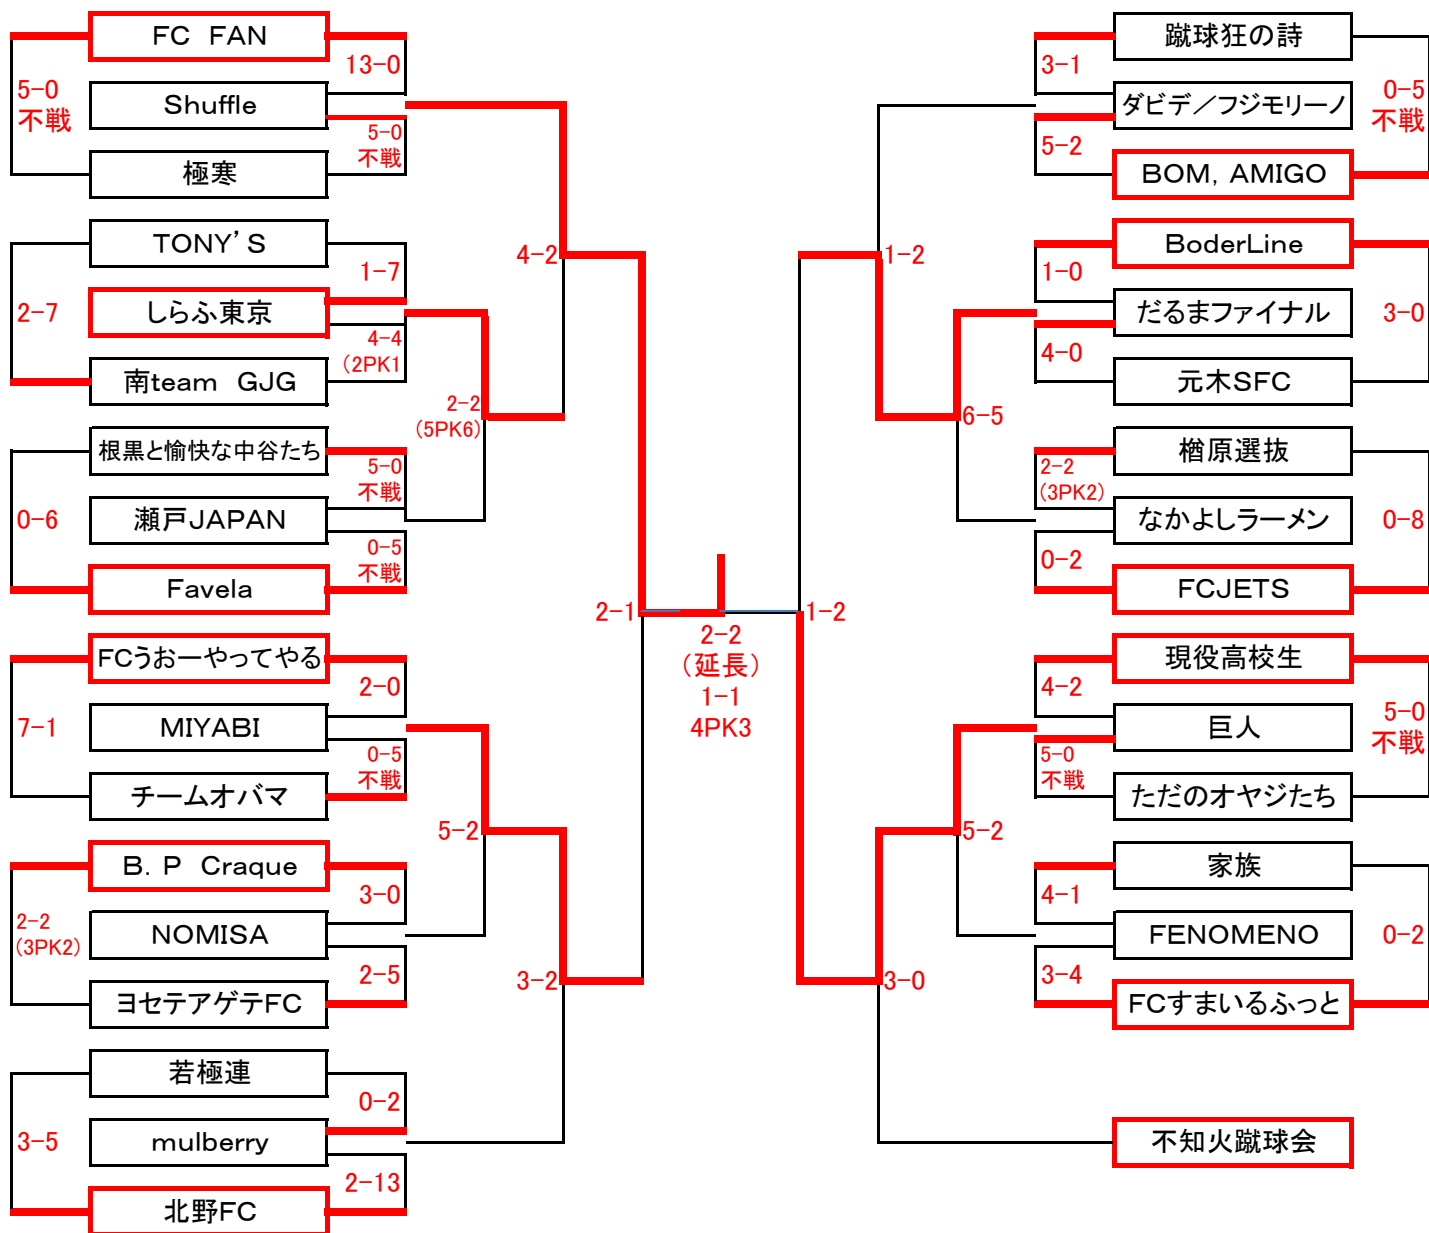 FC FAN
13-0
5-0
不戦
Shuffle
5-0
不戦
極寒
TONY'S
1-7
2-7
しらふ東京
4-4
(2PK1
南team GJG
4-2
2-2
(5PK6)
根黒と愉快な中谷たち
5-0
不戦
0-6
瀬戸JAPAN
0-5
不戦
Favela
2-1
FCうおーやってやる
2-0
7-1
MIYABI
0-5
不戦
チームオバマ
5-2
B. P Craque
3-0
2-2
(3PK2)
NOMISA
2-5
ヨセテアゲテFC
3-2
若極連
0-2
3-5
mulberry
2-13
北野FC
2-2
(延長)
1-1
4PK3
蹴球狂の詩
3-1
0-5
不戦
ダビデ/フジモリーノ
5-2
BOM, AMIGO
1-2
BoderLine
1-0
3-0
だるまファイナル
4-0
元木SFC
6-5
楢原選抜
2-2
(3PK2)
0-8
なかよしラーメン
0-2
FCJETS
1-2
現役高校生
4-2
5-0
不戦
巨人
5-0
不戦
ただのオヤジたち
5-2
家族
4-1
0-2
FENOMENO
3-4
FCすまいるふっと
3-0
不知火蹴球会